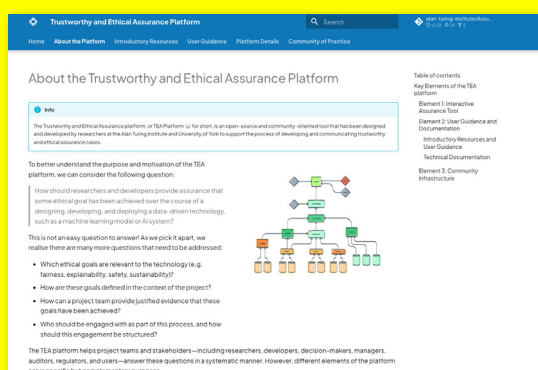 Trustworthy and Ethical Assurance Platform
Search
alan-turing-institute/Assu..
Home About the Platform Introductory Resources User Guidance Platform Details Community of Practice
About the Trustworthy and Ethical Assurance Platform
Info
The Trustworthy and Ethical Assurance platform, or TEA Platform for short, is an open-source and community-oriented tool that has been designed
and developed by researchers at the Alan Turing Institute and University of York to support the process of developing and communicating trustworthy
and ethical assurance cases.
To better understand the purpose and motivation of the TEA
platform, we can consider the following question:
How should researchers and developers provide assurance that
some ethical goal has been achieved over the course of a
designing, developing, and deploying a data-driven technology,
such as a machine learning model or AI system?
This is not an easy question to answer! As we pick it apart, we
realise there are many more questions that need to be addressed:
• Which ethical goals are relevant to the technology (e.g.
fairness, explainability, safety, sustainability)?
• How are these goals defined in the context of the project?
• How can a project team provide justified evidence that these
goals have been achieved?
• Who should be engaged with as part of this process, and how
should this engagement be structured?
The TEA platform helps project teams and stakeholders—including researchers, developers, decision-makers, managers,
auditors, regulators, and users—answer these questions in a systematic manner. However, different elements of the platform
Table of contents
Key Elements of the TEA
platform
Element 1: Interactive
Assurance Tool
Element 2: User Guidance and
Documentation
Introductory Resources and
User Guidance
Technical Documentation
Element 3: Community
Infrastructure